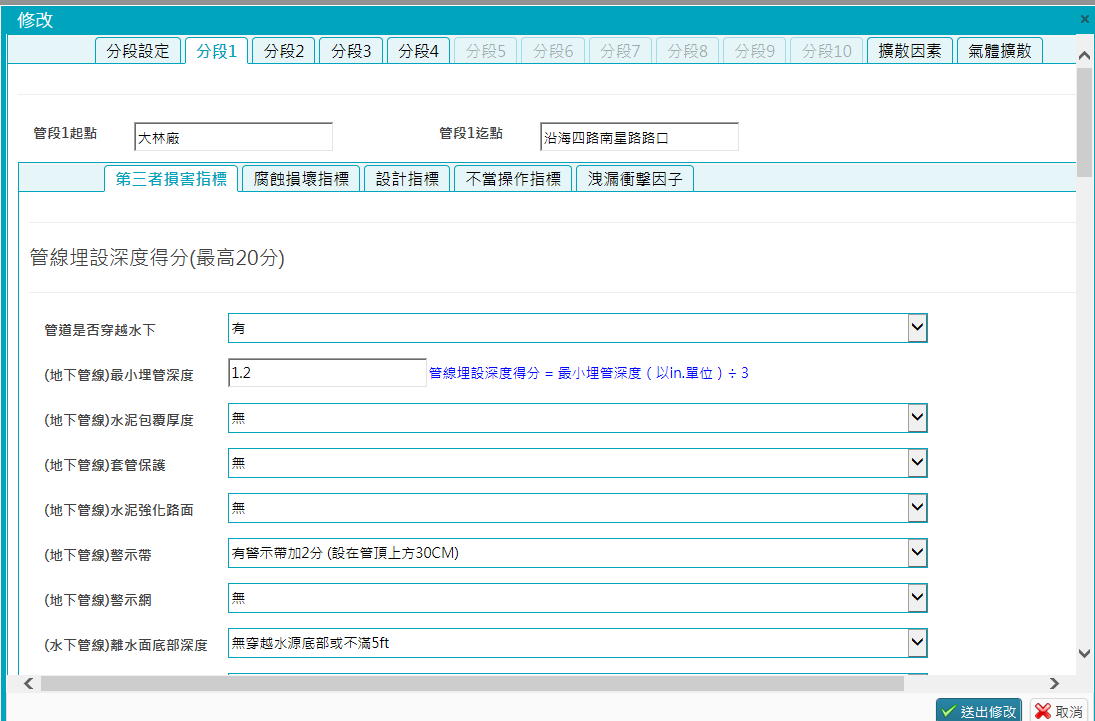 修改
分段設定 分段1 分段2 分段3 分段4 分段5 分段6 分段7 分段8 分段9 分段10 擴散因素 氣體擴散
管段1起點 大林廠 管段1迄點 沿海四路南星路路口
第三者損害指標 腐蝕損壞指標 設計指標 不當操作指標 洩漏衝擊因子
管線埋設深度得分(最高20分)
管道是否穿越水下 有
(地下管線)最小埋管深度 1.2 管線埋設深度得分 = 最小埋管深度 ( 以in.單位 ) ÷ 3
(地下管線)水泥包覆厚度 無
(地下管線)套管保護 無
(地下管線)水泥強化路面 無
(地下管線)警示帶 有警示帶加2分 (設在管頂上方30CM)
(地下管線)警示網 無
(水下管線)離水面底部深度 無穿越水源底部或不滿5ft
送出修改 取消